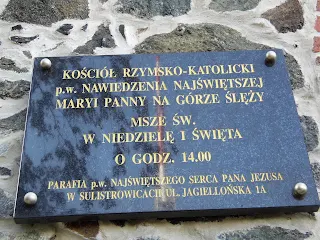 KOŚCIÓŁ RZYMSKO-KATOLICKI
p.w. NAWIEDZENIA NAJŚWIĘTSZEJ
MARYI PANNY NA GÓRZE ŚLĘŻY
MSZE ŚW.
W NIEDZIELĘ I ŚWIĘTA
O GODZ. 14.00
PARAFIA p.w. NAJŚWIĘTSZEGO SERCA PANA JEZUSA
W SULISTROWICACH UL. JAGIELLOŃSKA 1A